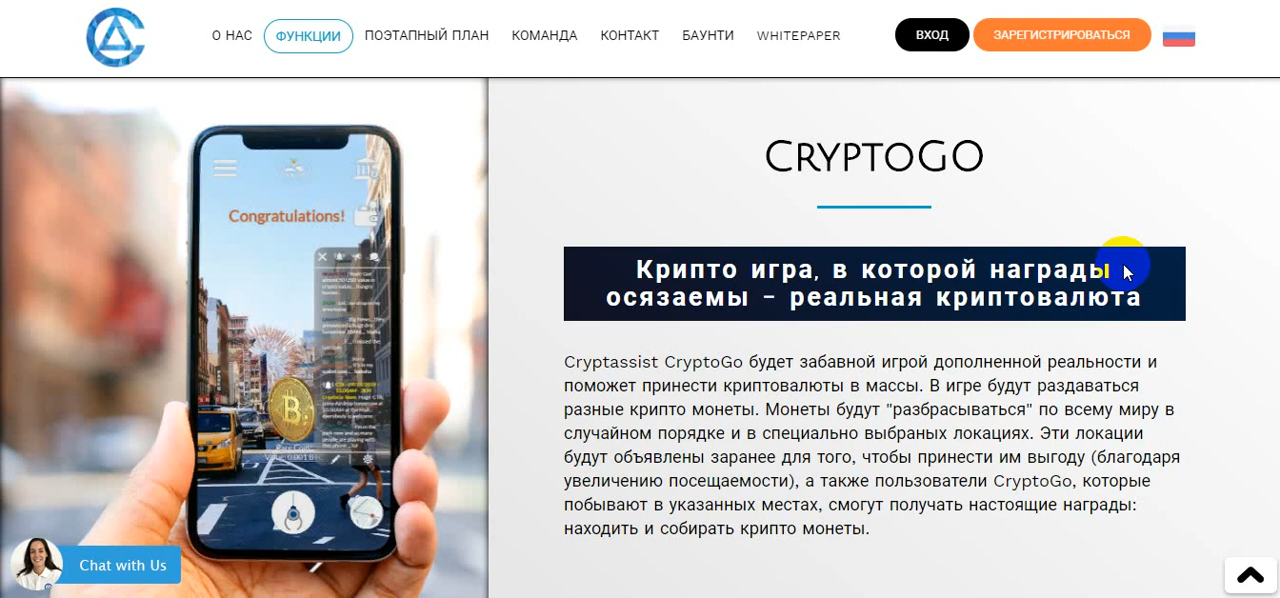 О НАС
ФУНКЦИИ
ПОЭТАПНЫЙ ПЛАН
КОМАНДА
КОНТАКТ
БАУНТИ
WHITEPAPER
ВХОД
ЗАРЕГИСТРИРОВАТЬСЯ
Congratulations!
CryptoGO
Крипто игра, в которой награды
осязаемы - реальная криптовалюта
Cryptassist CryptoGo будет забавной игрой дополненной реальности и
поможет принести криптовалюты в массы. В игре будут раздаваться
разные крипто монеты. Монеты будут "разбрасываться" по всему миру в
случайном порядке и в специально выбраных локациях. Эти локации
будут объявлены заранее для того, чтобы принести им выгоду (благодаря
увеличению посещаемости), а также пользователи CryptoGo, которые
побывают в указанных местах, смогут получать настоящие награды:
находить и собирать крипто монеты.
Chat with Us